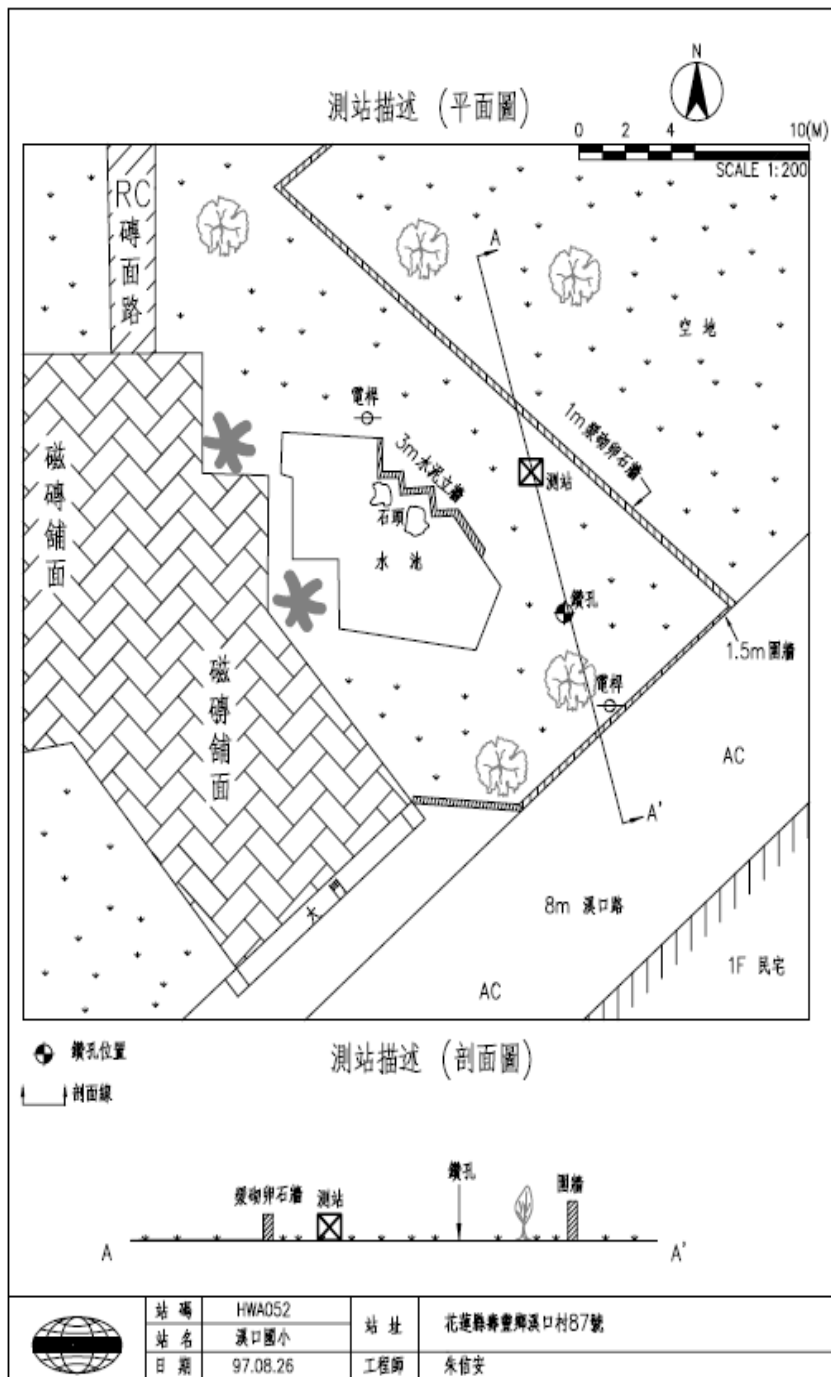 N
測站描述 (平面圖)
0 2 4 10(M)
SCALE 1:200
RC磚面路
A
空地
電桿
1m漿砌卵石牆
3m水泥立牆
測站
磁磚舖面
石頭
水 池
鑽孔
1.5m圍牆
磁磚舖面
電桿
AC
A'
大門
8m 溪口路
1F 民宅
AC
鑽孔位置
測站描述 (剖面圖)
剖面線
漿砌卵石牆
測站
鑽孔
圍牆
A
A'
站 碼 HWA052
站 址 花蓮縣壽豐鄉溪口村87號
站 名 溪口國小
日 期 97.08.26
工程師 朱信安